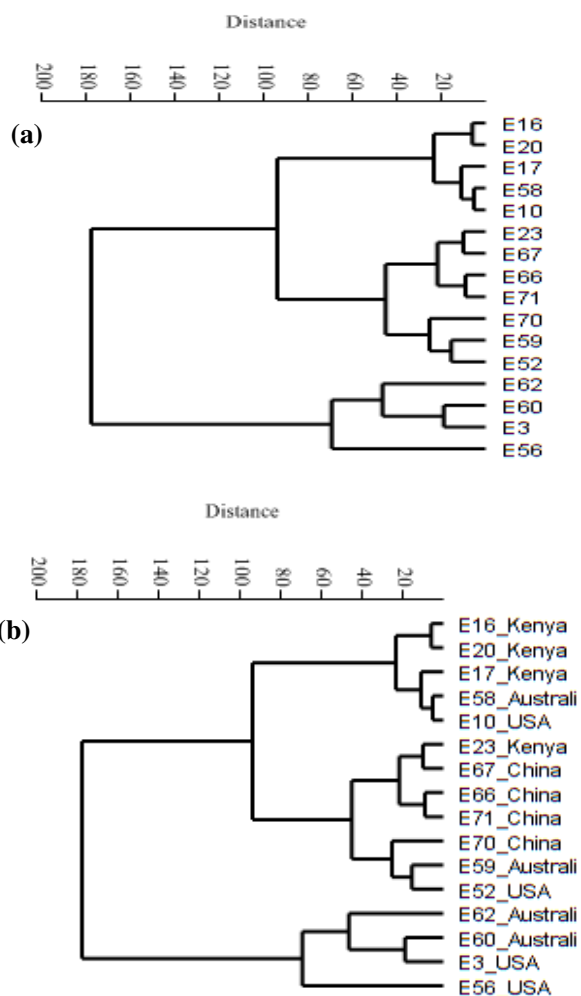 Distance
200 180 160 140 120 100 80 60 40 20
(a)
E16
E20
E17
E58
E10
E23
E67
E66
E71
E70
E59
E52
E62
E60
E3
E56
Distance
200 180 160 140 120 100 80 60 40 20
(b)
E16_Kenya
E20_Kenya
E17_Kenya
E58_Australi
E10_USA
E23_Kenya
E67_China
E66_China
E71_China
E70_China
E59_Australi
E52_USA
E62_Australi
E60_Australi
E3_USA
E56_USA